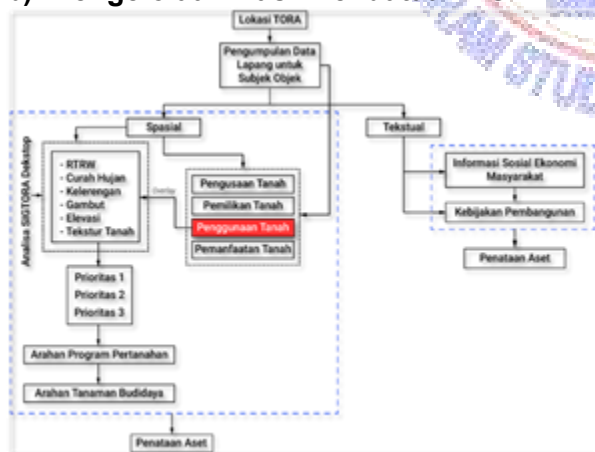 Lokasi TORA
Pengumpulan Data
Lapang untuk
Subjek Objek
Spasial
Tekstual
Analisa SIGTORA Dekstop
- RTRW
- Curah Hujan
- Kelerengan
- Gambut
- Elevasi
- Tekstur Tanah
Overlay
Pengusaan Tanah
Pemilikan Tanah
Penggunaan Tanah
Pemanfaatan Tanah
Informasi Sosial Ekonomi
Masyarakat
Kebijakan Pembangunan
Penataan Aset
Prioritas 1
Prioritas 2
Prioritas 3
Arahan Program Pertanahan
Arahan Tanaman Budidaya
Penataan Aset